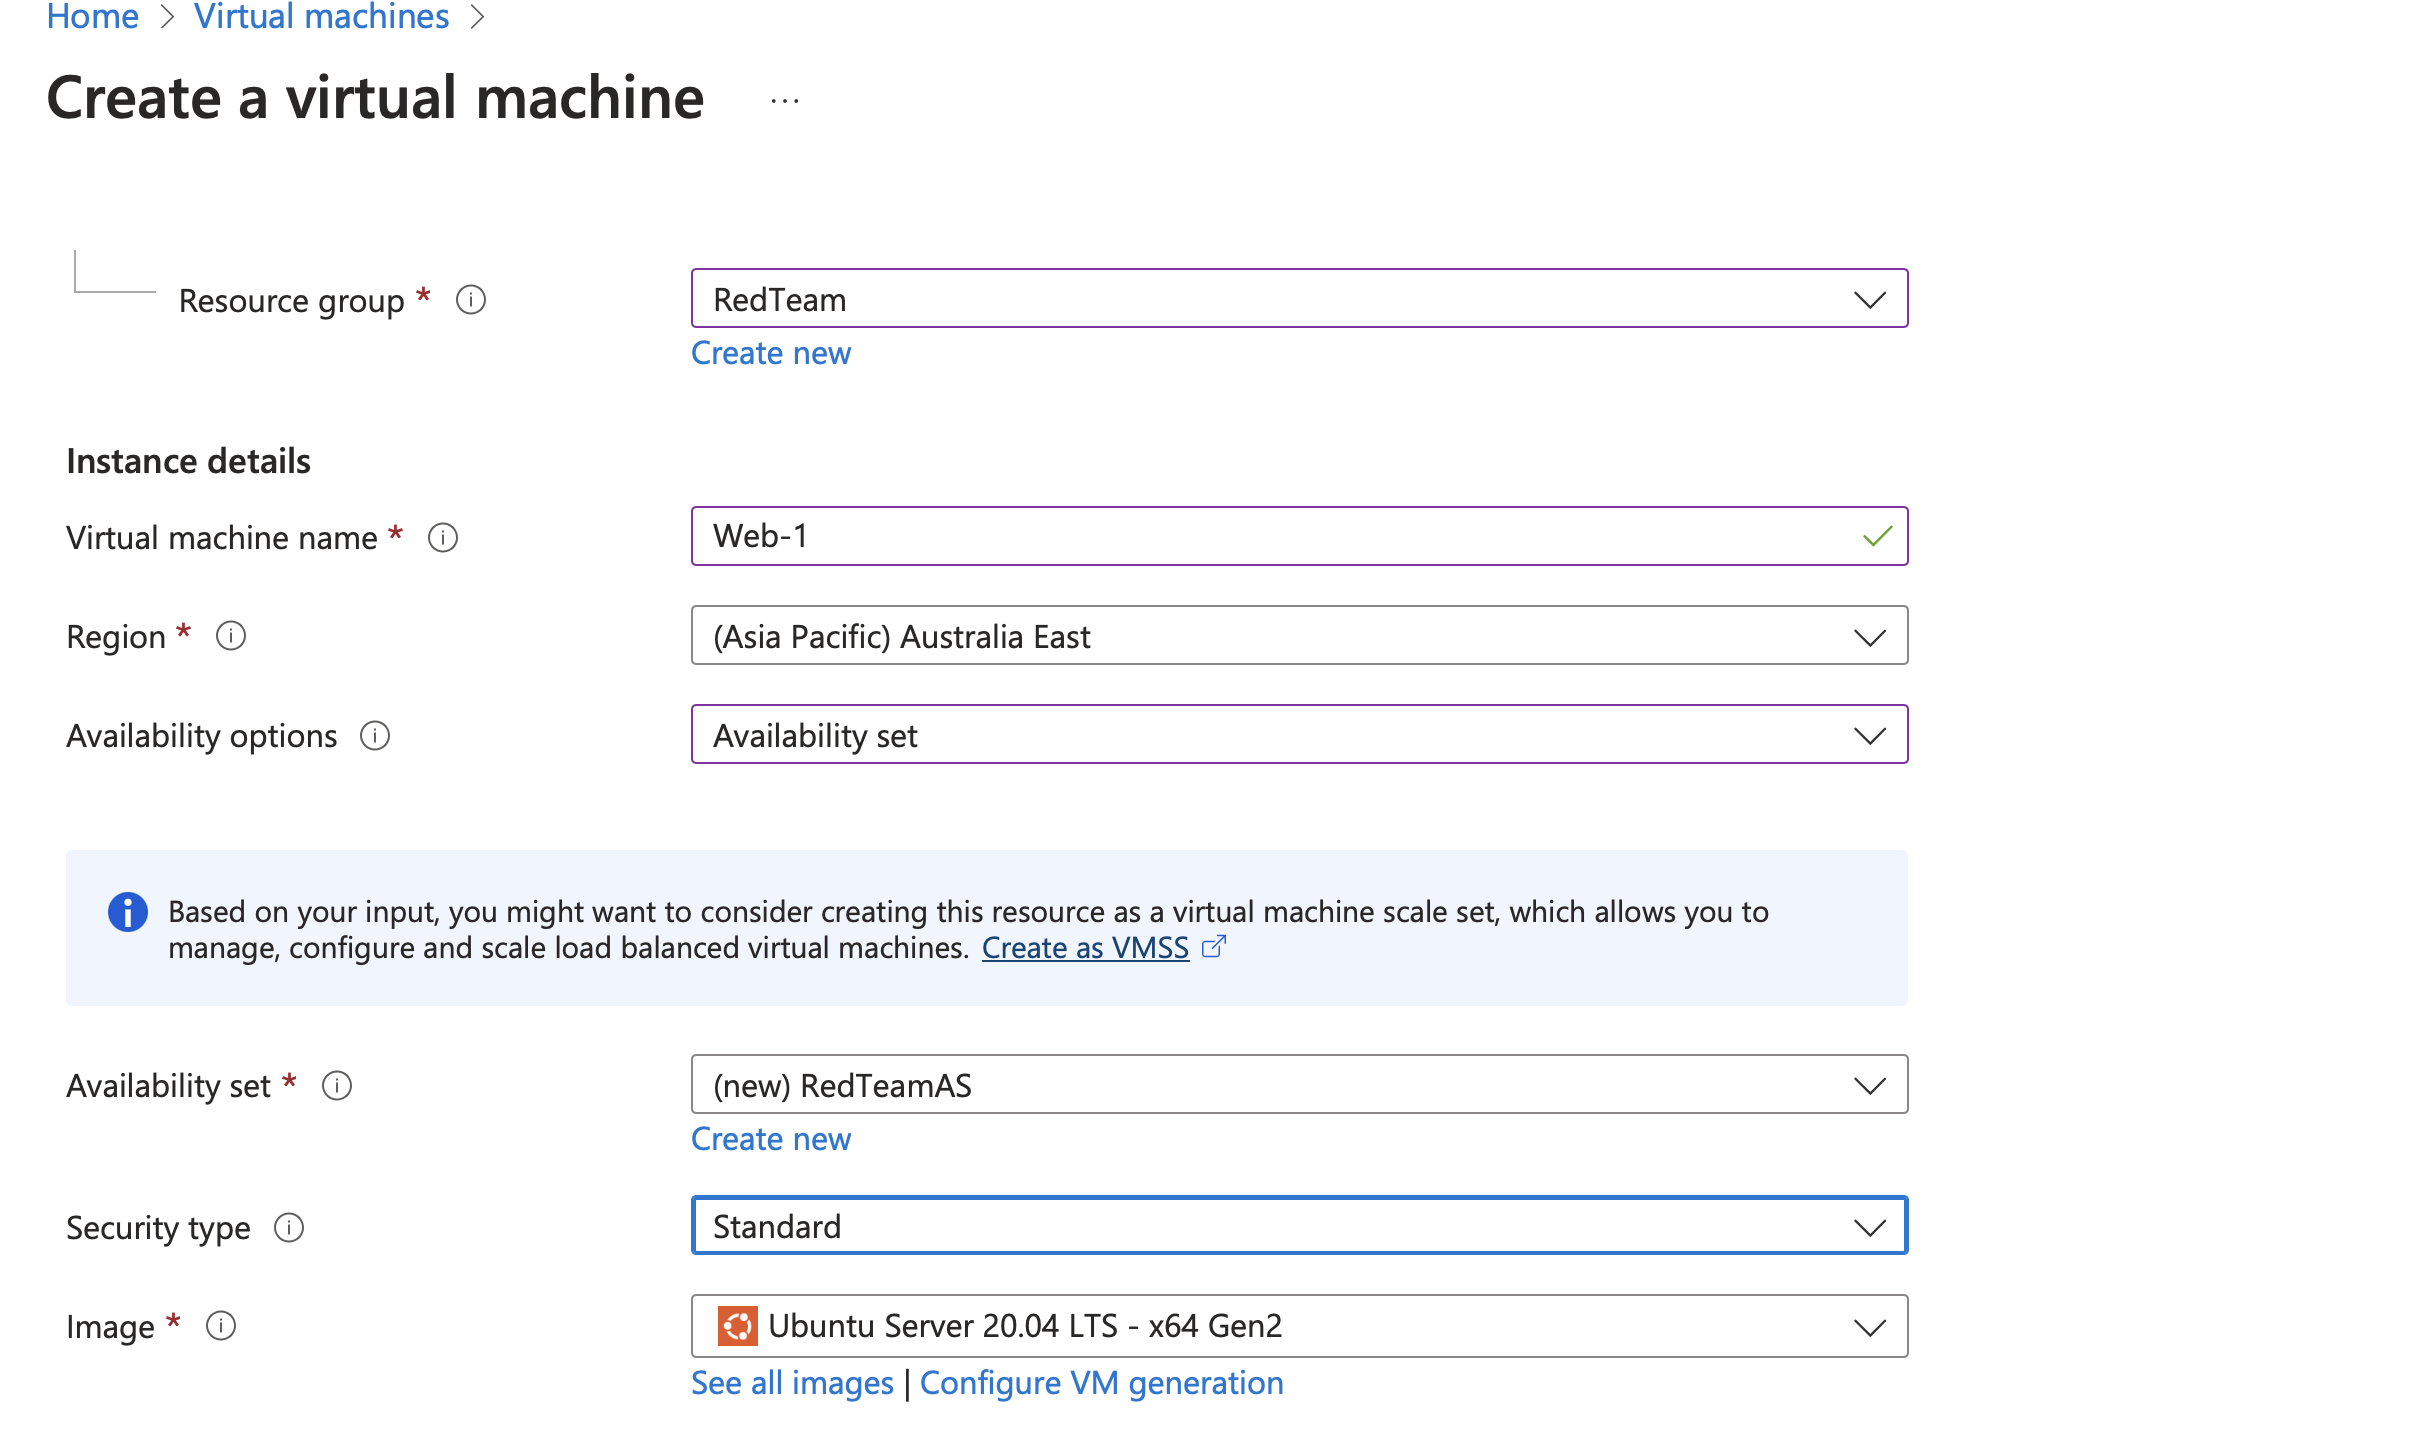 Home > Virtual machines >
Create a virtual machine ...
Resource group * RedTeam
Create new
Instance details
Virtual machine name * Web-1
Region * (Asia Pacific) Australia East
Availability options Availability set
Based on your input, you might want to consider creating this resource as a virtual machine scale set, which allows you to
manage, configure and scale load balanced virtual machines. Create as VMSS
Availability set * (new) RedTeamAS
Create new
Security type Standard
Image * Ubuntu Server 20.04 LTS - x64 Gen2
See all images | Configure VM generation